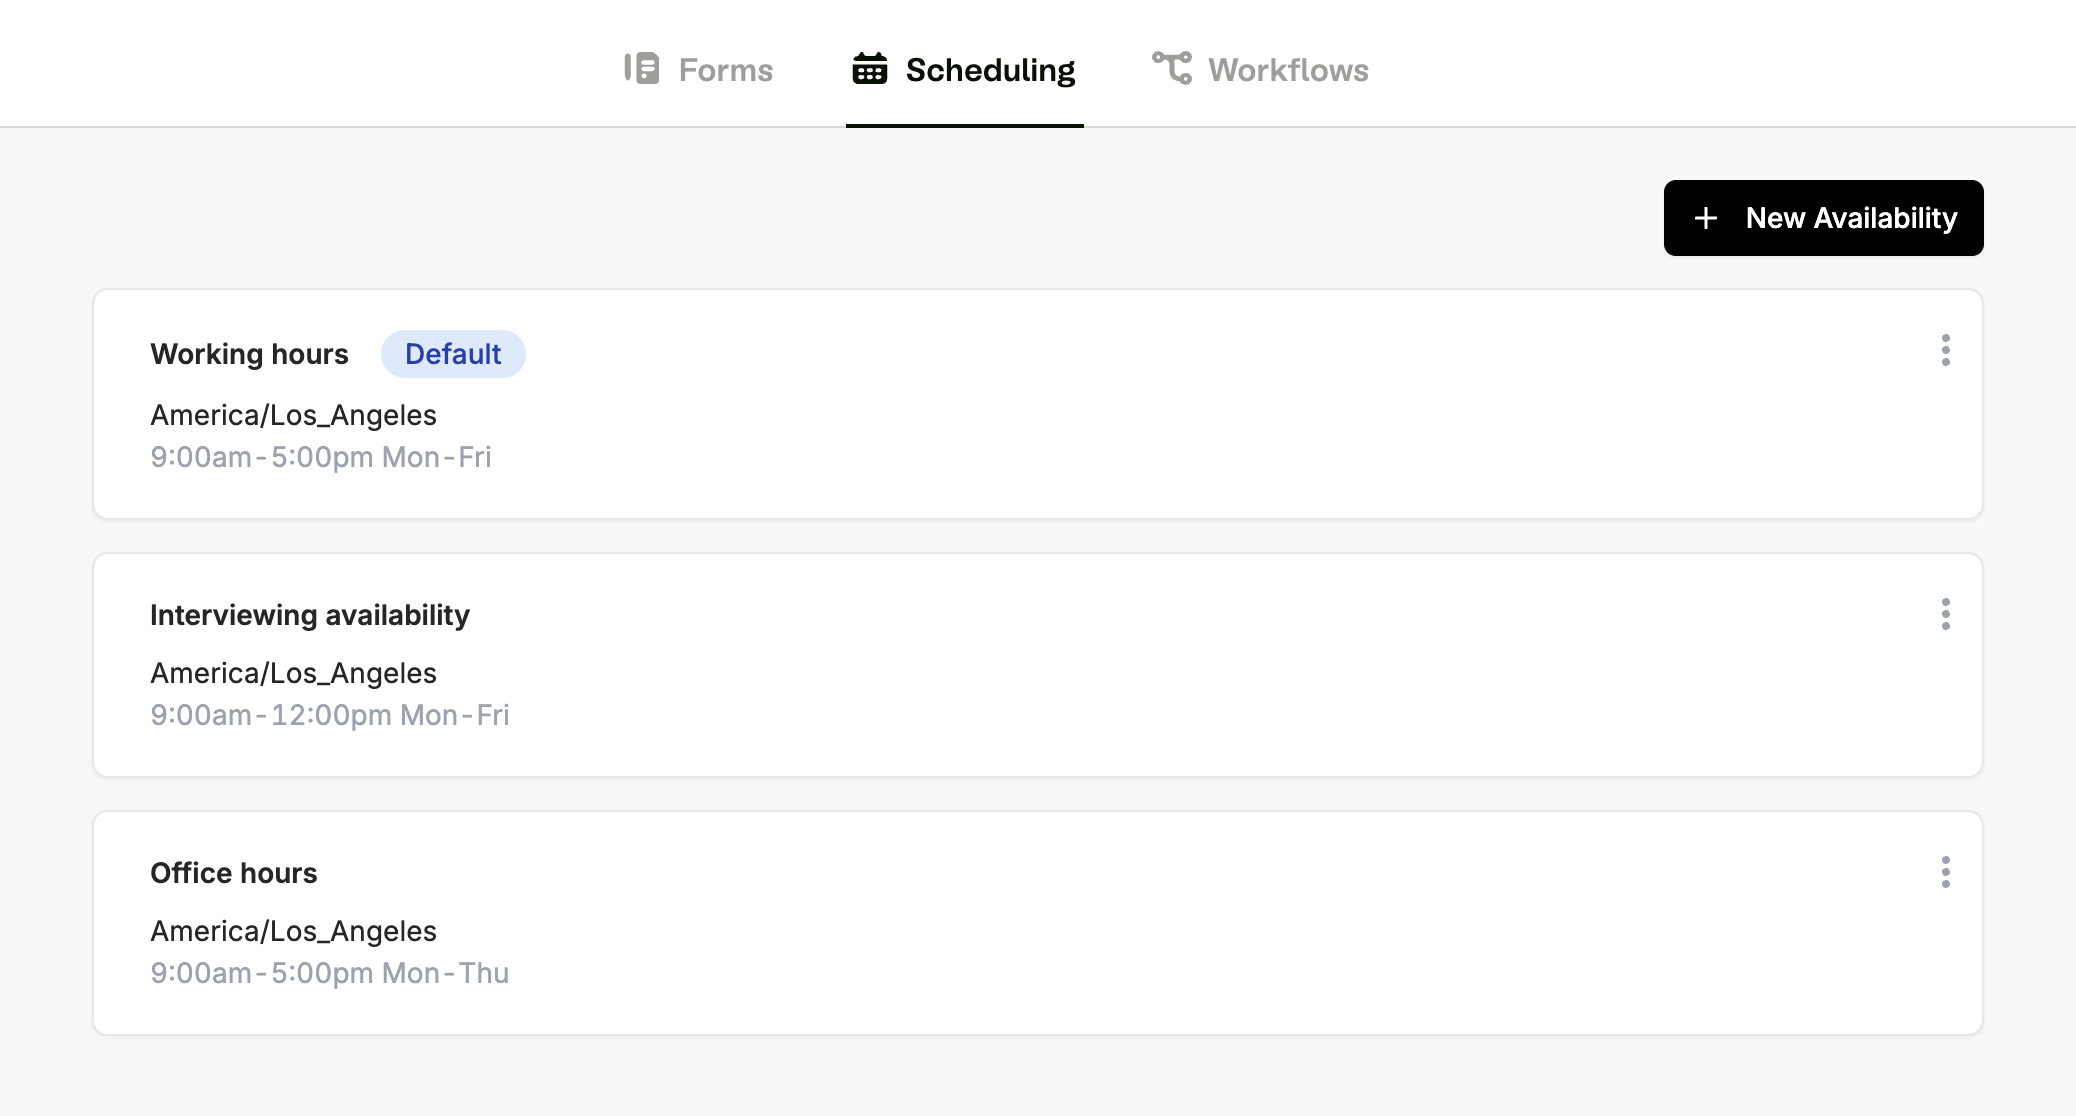 Forms Scheduling Workflows
+ New Availability
Working hours Default
America/Los_Angeles
9:00am-5:00pm Mon-Fri
Interviewing availability
America/Los_Angeles
9:00am-12:00pm Mon-Fri
Office hours
America/Los_Angeles
9:00am-5:00pm Mon-Thu